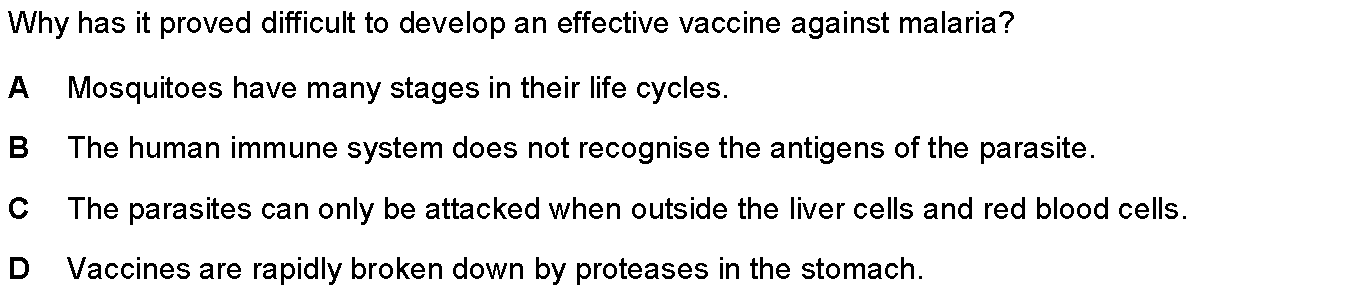 Why has it proved difficult to develop an effective vaccine against malaria?
A Mosquitoes have many stages in their life cycles.
B The human immune system does not recognise the antigens of the parasite.
C The parasites can only be attacked when outside the liver cells and red blood cells.
D Vaccines are rapidly broken down by proteases in the stomach.